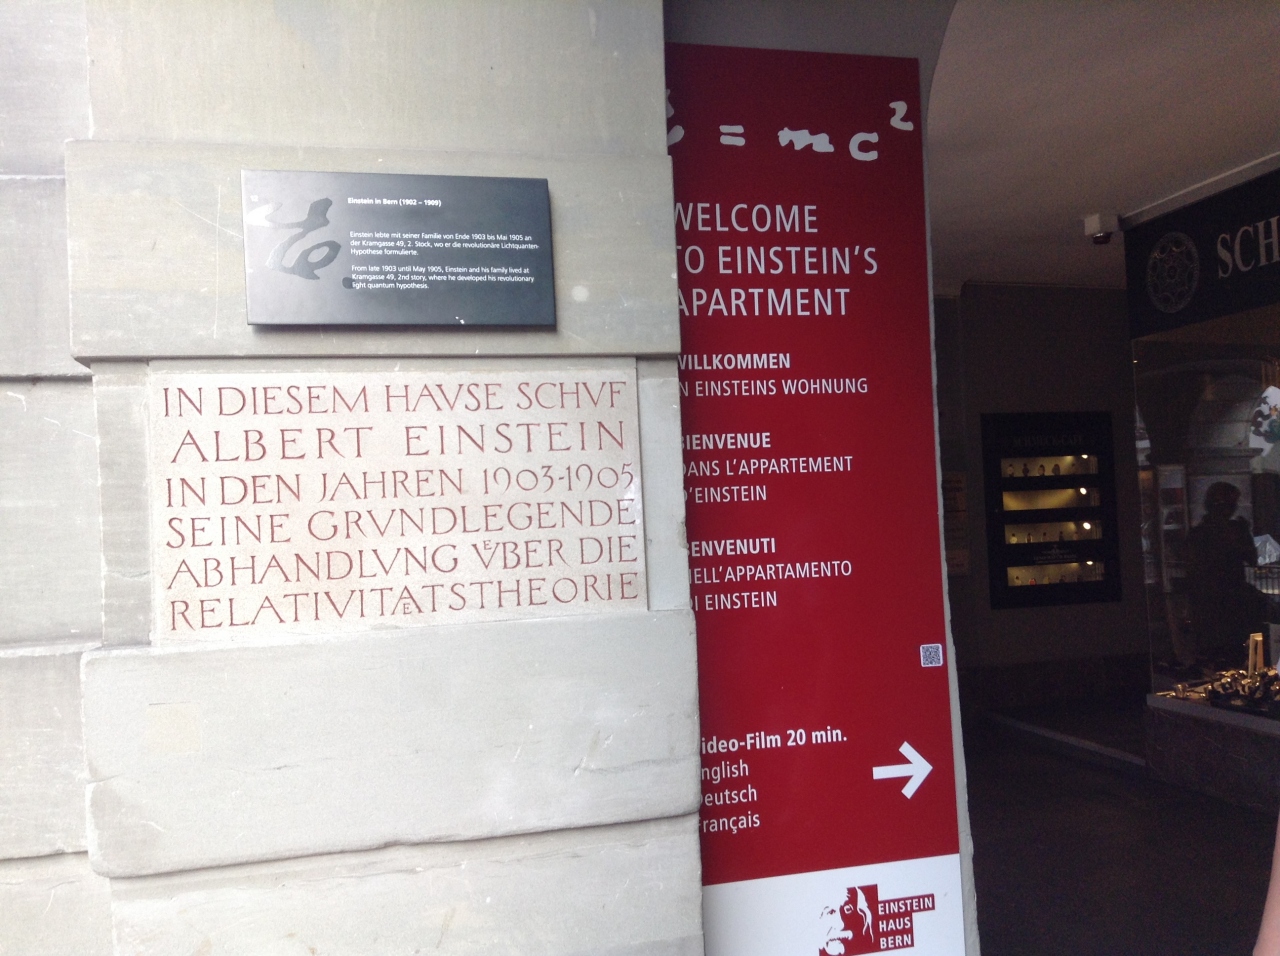 Einstein in Bern (1902 – 1909)
Einstein lebte mit seiner Familie von Ende 1903 bis Mai 1905 an
der Kramgasse 49, 2. Stock, wo er die revolutionäre Lichtquanten-
Hypothese formulierte.
From late 1903 until May 1905, Einstein and his family lived at
Kramgasse 49, 2nd story, where he developed his revolutionary
light quantum hypothesis.
IN DIESEM HAVSE SCHVF
ALBERT EINSTEIN
IN DEN JAHREN 1903-1905
SEINE GRVNDLEGENDE
ABHANDLVNG VEBER DIE
RELATIVITAETSTHEORIE
= mc²
WELCOME
TO EINSTEIN'S
APARTMENT
WILLKOMMEN
N EINSTEINS WOHNUNG
BIENVENUE
DANS L'APPARTEMENT
D'EINSTEIN
BENVENUTI
NELL'APPARTAMENTO
DI EINSTEIN
ideo-Film 20 min.
nglish
Deutsch
Français
EINSTEIN
HAUS
BERN
SCH